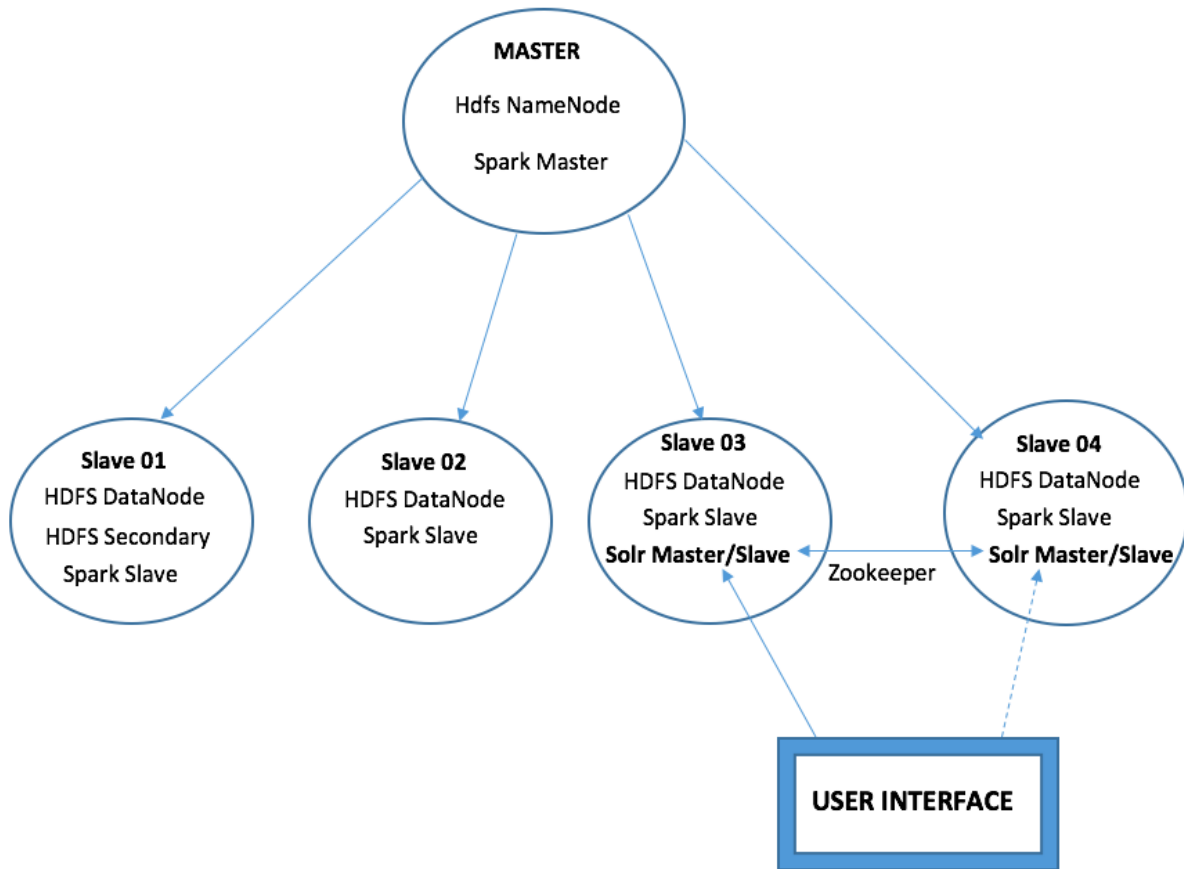 MASTER
Hdfs NameNode
Spark Master
Slave 01
HDFS DataNode
HDFS Secondary
Spark Slave
Slave 02
HDFS DataNode
Spark Slave
Slave 03
HDFS DataNode
Spark Slave
Solr Master/Slave
Zookeeper
Slave 04
HDFS DataNode
Spark Slave
Solr Master/Slave
USER INTERFACE